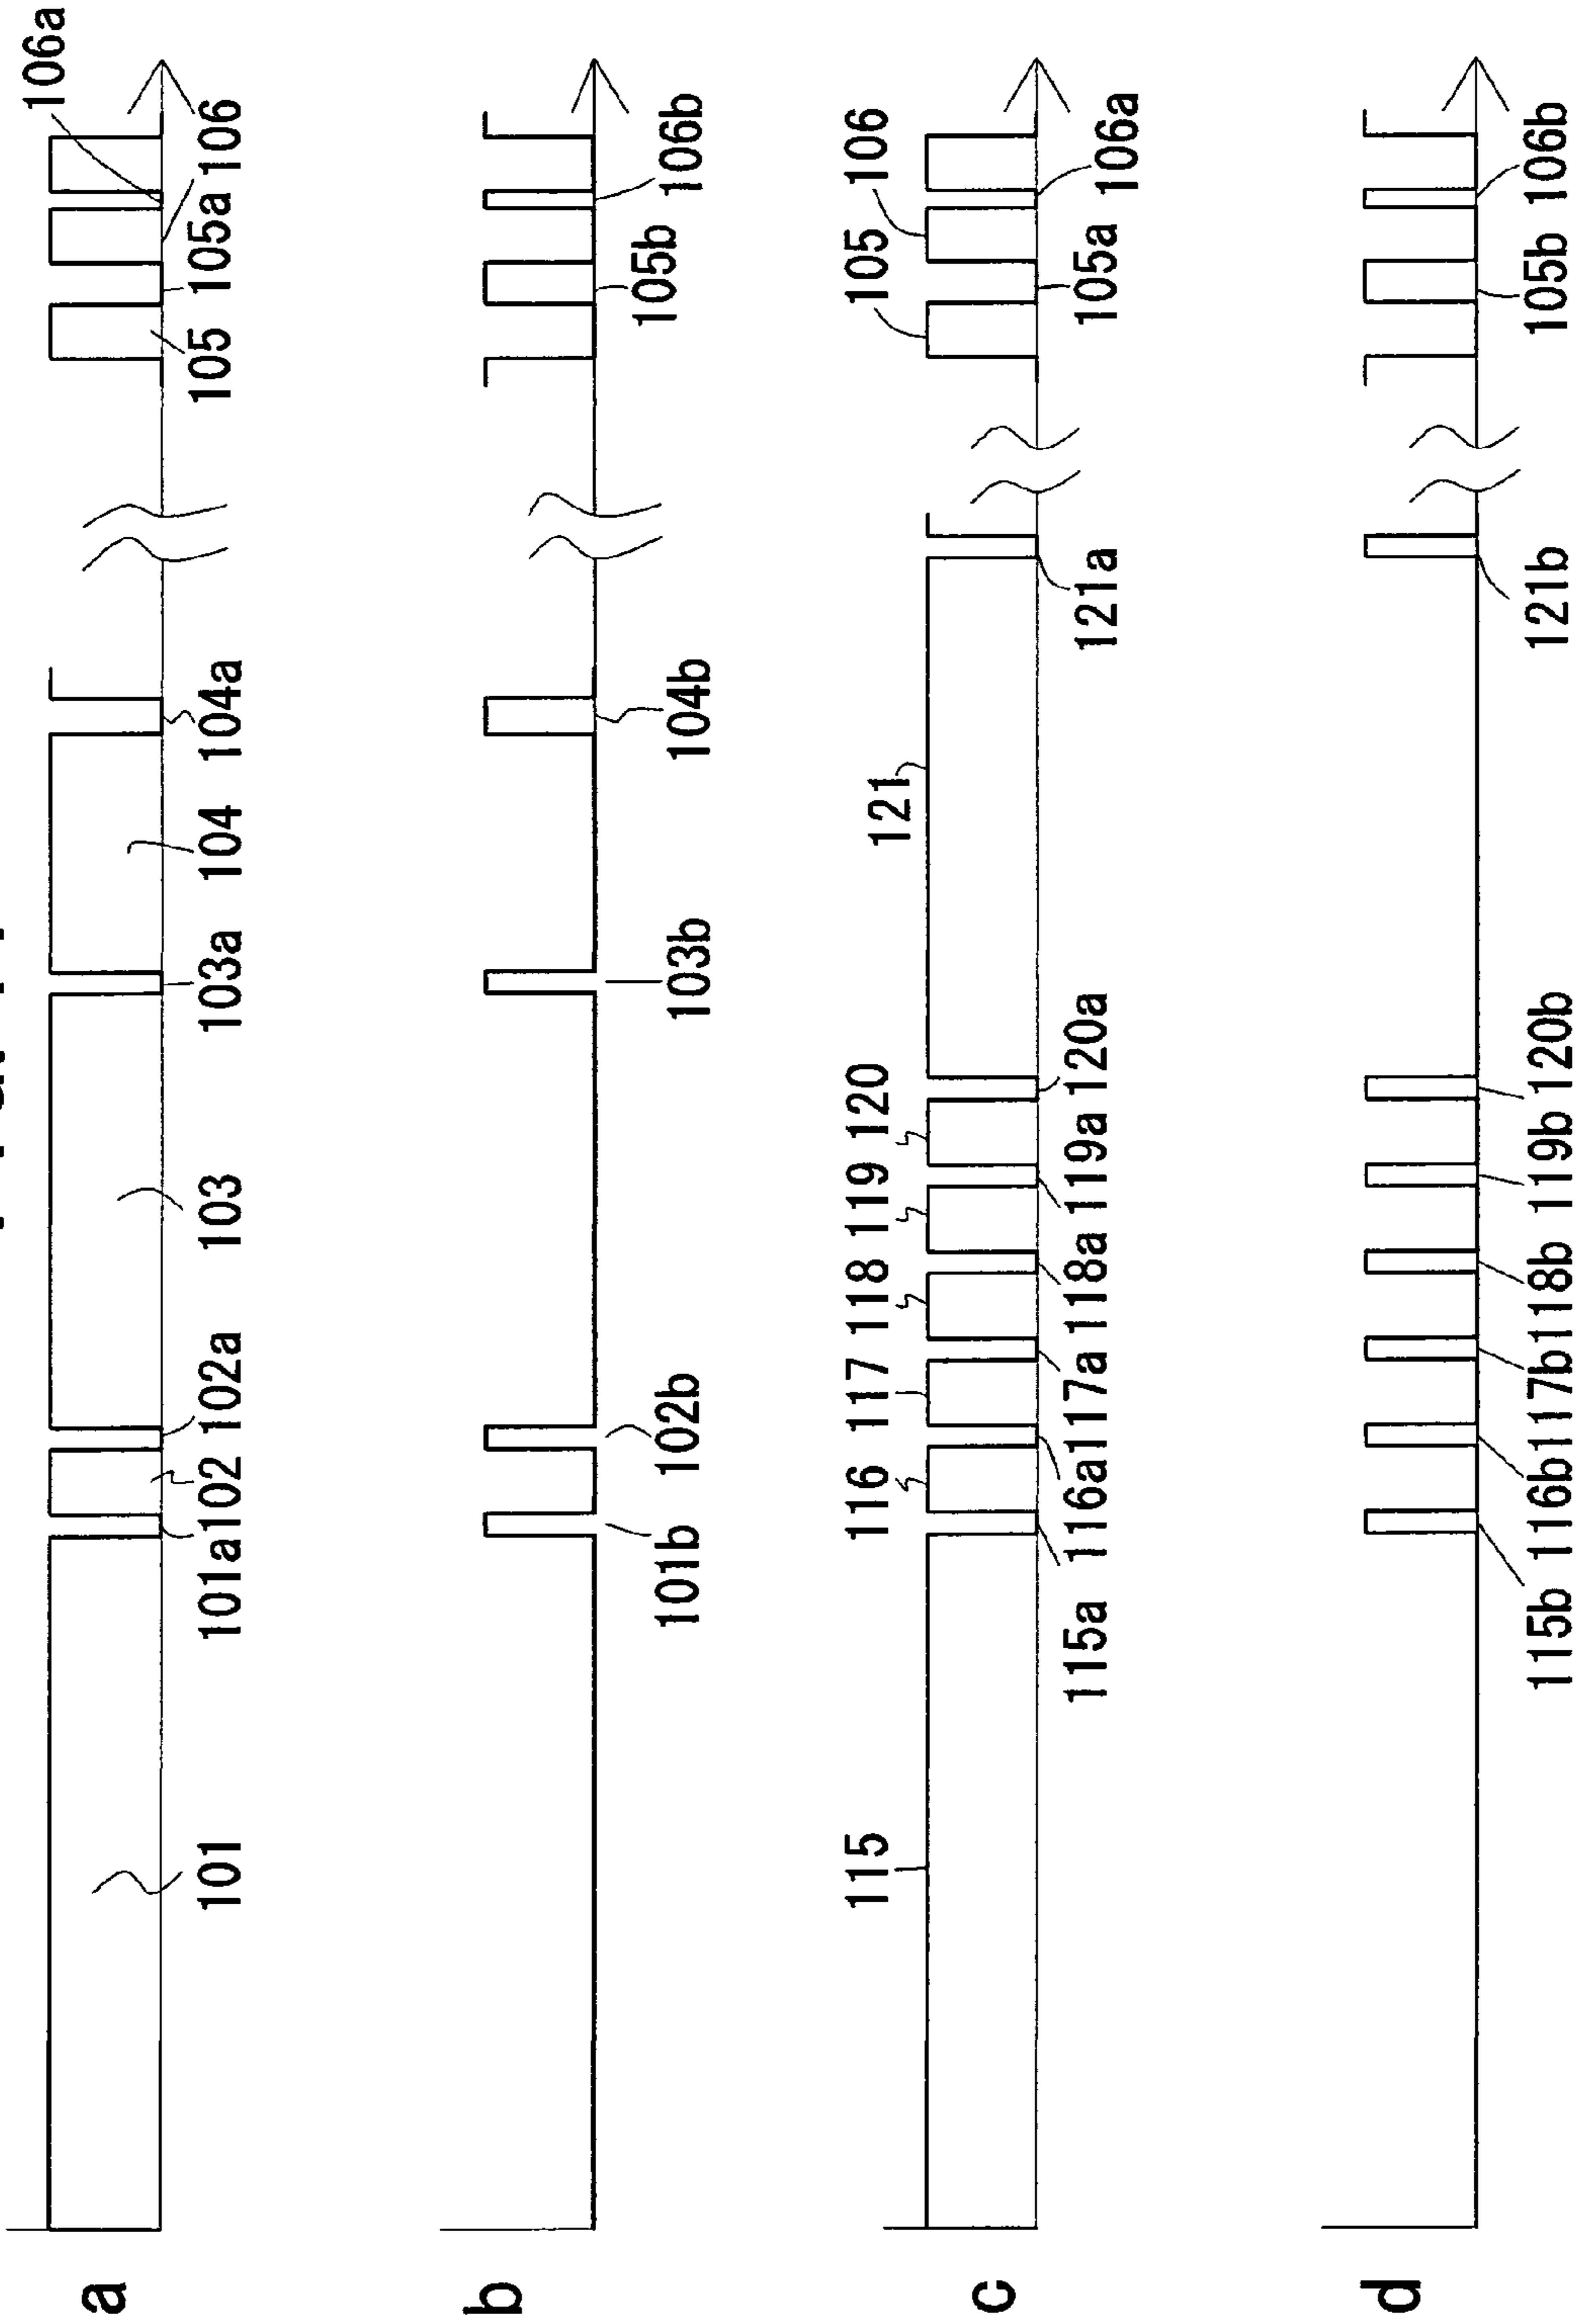 106a
a
101 101a 102 102a 103 103a 104 104a 105 105a 106
b
101b 102b 103b 104b 105b 106b
115 116 117 118 119 120 121 105 106
c
115a 116a 117a 118a 119a 120a 121a 105a 106a
d
115b 116b 117b 118b 119b 120b 121b 105b 106b